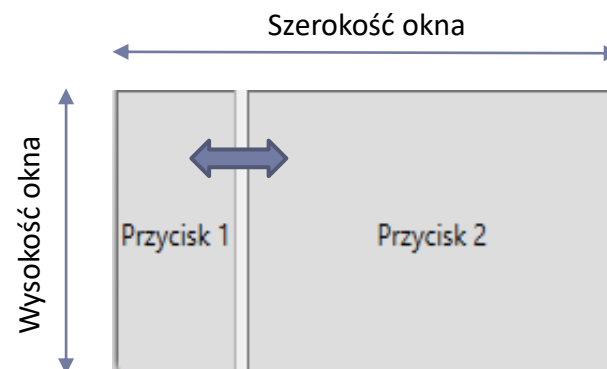 Szerokość okna
Wysokość okna
Przycisk 1
Przycisk 2